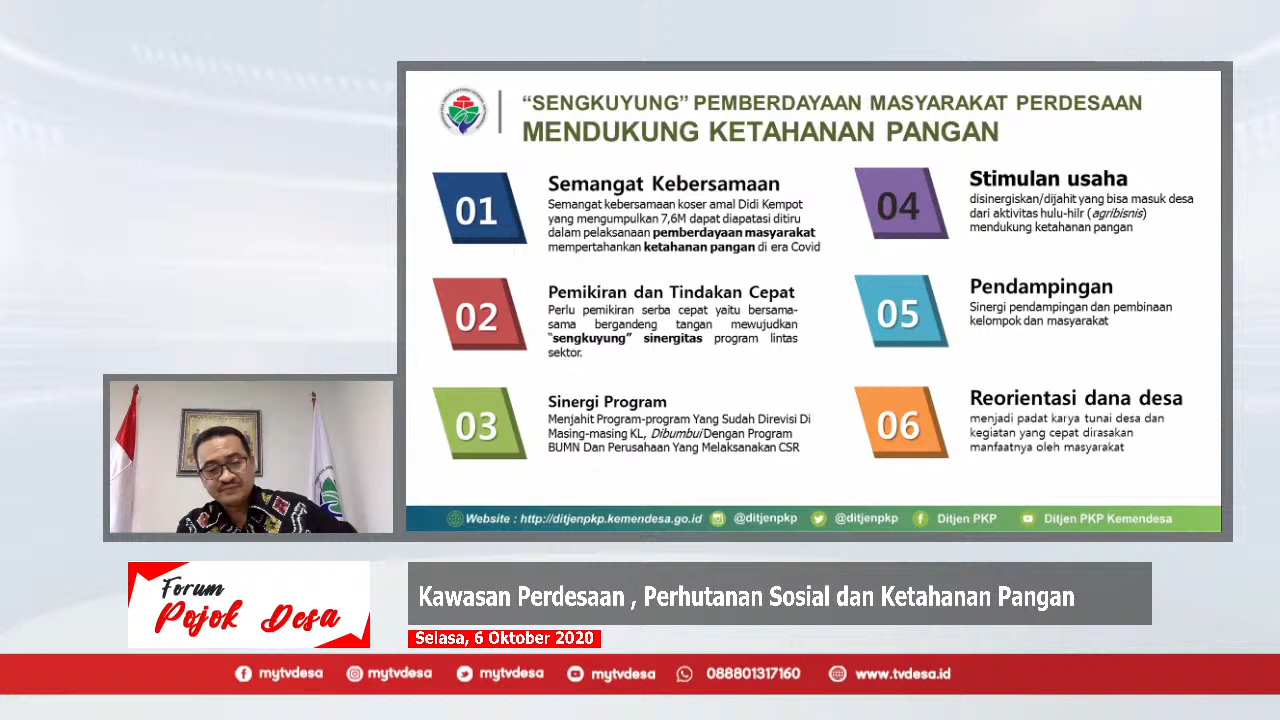 “SENGKUYUNG” PEMBERDAYAAN MASYARAKAT PERDESAAN
MENDUKUNG KETAHANAN PANGAN
01
Semangat Kebersamaan
Semangat kebersamaan koser amal Didi Kempot
yang mengumpulkan 7,6M dapat diapatasi ditiru
dalam pelaksanaan pemberdayaan masyarakat
mempertahankan ketahanan pangan di era Covid
02
Pemikiran dan Tindakan Cepat
Perlu pemikiran serba cepat yaitu bersama-
sama bergandeng tangan mewujudkan
“sengkuyung” sinergitas program lintas
sektor.
03
Sinergi Program
Menjahit Program-program Yang Sudah Direvisi Di
Masing-masing KL, Dibumbui Dengan Program
BUMN Dan Perusahaan Yang Melaksanakan CSR
04
Stimulan usaha
disinergiskan/dijahit yang bisa masuk desa
dari aktivitas hulu-hilr (agribisnis)
mendukung ketahanan pangan
05
Pendampingan
Sinergi pendampingan dan pembinaan
kelompok dan masyarakat
06
Reorientasi dana desa
menjadi padat karya tunai desa dan
kegiatan yang cepat dirasakan
manfaatnya oleh masyarakat
Website : http://ditjenpkp.kemendesa.go.id @ditjenpkp @ditjenpkp Ditjen PKP Ditjen PKP Kemendesa
Forum
Pojok Desa
Kawasan Perdesaan , Perhutanan Sosial dan Ketahanan Pangan
Selasa, 6 Oktober 2020
mytvdesa mytvdesa mytvdesa mytvdesa 088801317160 www.tvdesa.id